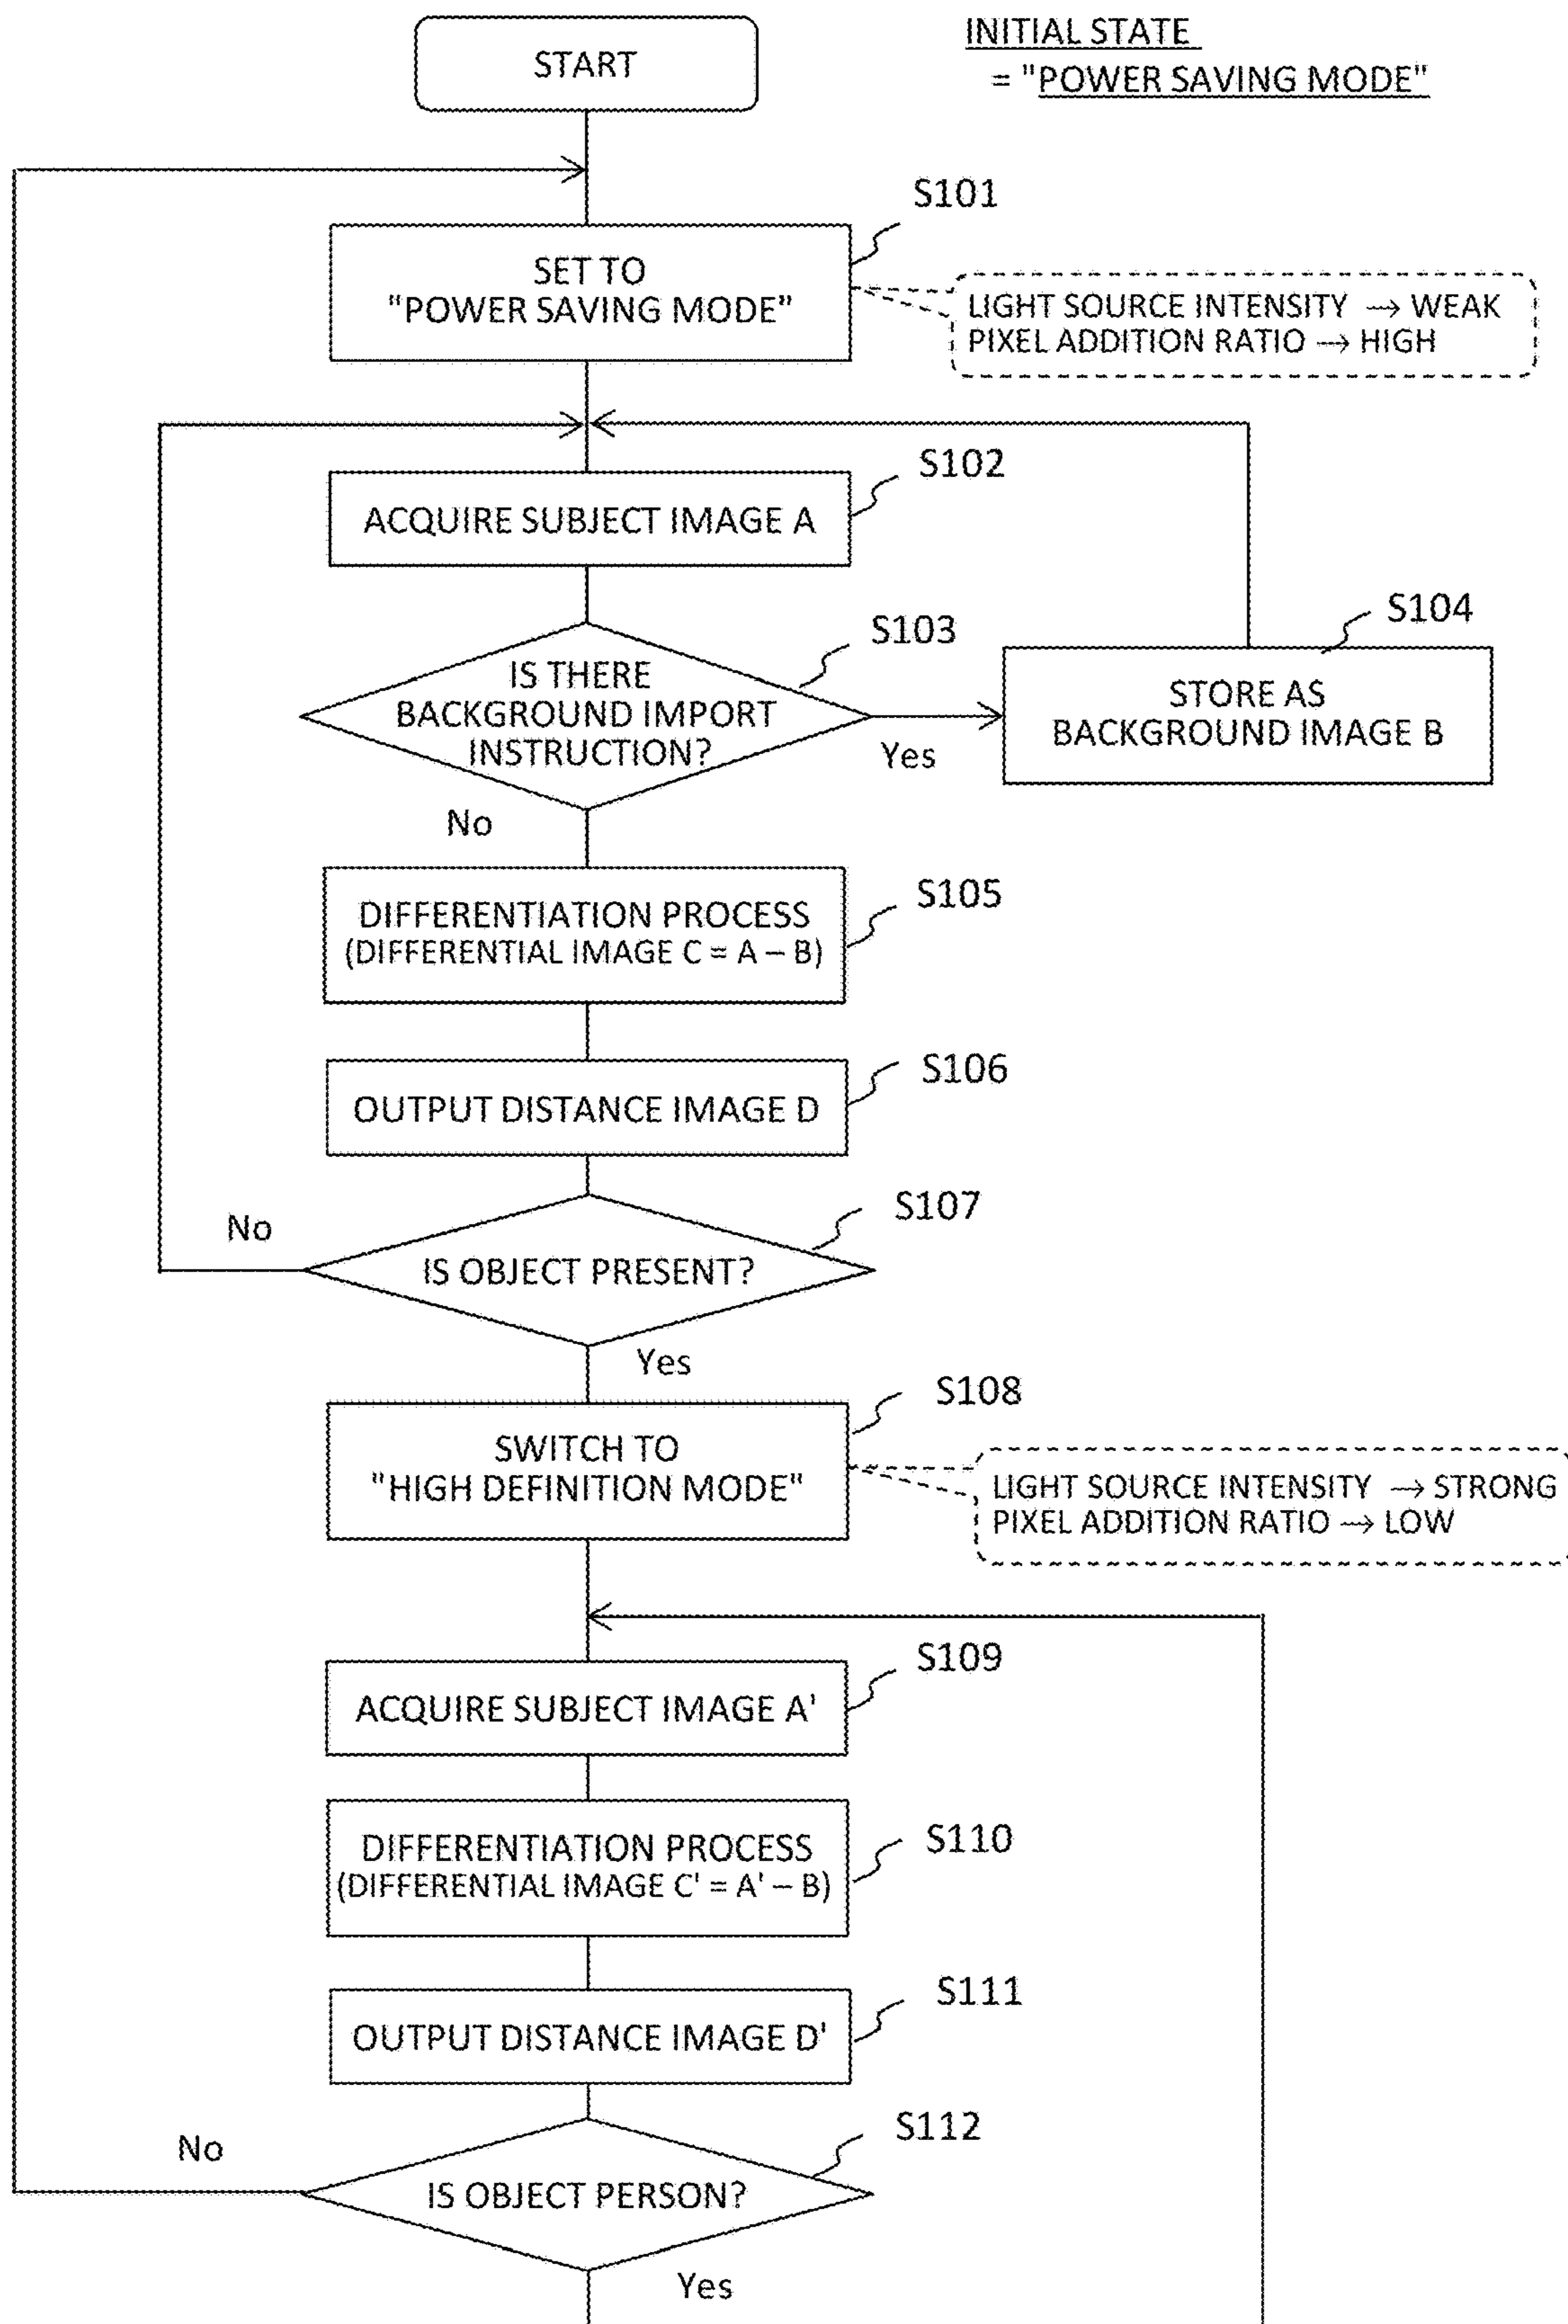 START
INITIAL STATE
= "POWER SAVING MODE"
S101
SET TO
"POWER SAVING MODE"
LIGHT SOURCE INTENSITY → WEAK
PIXEL ADDITION RATIO → HIGH
S102
ACQUIRE SUBJECT IMAGE A
S103
IS THERE
BACKGROUND IMPORT
INSTRUCTION?
Yes
S104
STORE AS
BACKGROUND IMAGE B
No
S105
DIFFERENTIATION PROCESS
(DIFFERENTIAL IMAGE C = A – B)
S106
OUTPUT DISTANCE IMAGE D
S107
No
IS OBJECT PRESENT?
Yes
S108
SWITCH TO
"HIGH DEFINITION MODE"
LIGHT SOURCE INTENSITY → STRONG
PIXEL ADDITION RATIO → LOW
S109
ACQUIRE SUBJECT IMAGE A'
S110
DIFFERENTIATION PROCESS
(DIFFERENTIAL IMAGE C' = A' – B)
S111
OUTPUT DISTANCE IMAGE D'
S112
No
IS OBJECT PERSON?
Yes